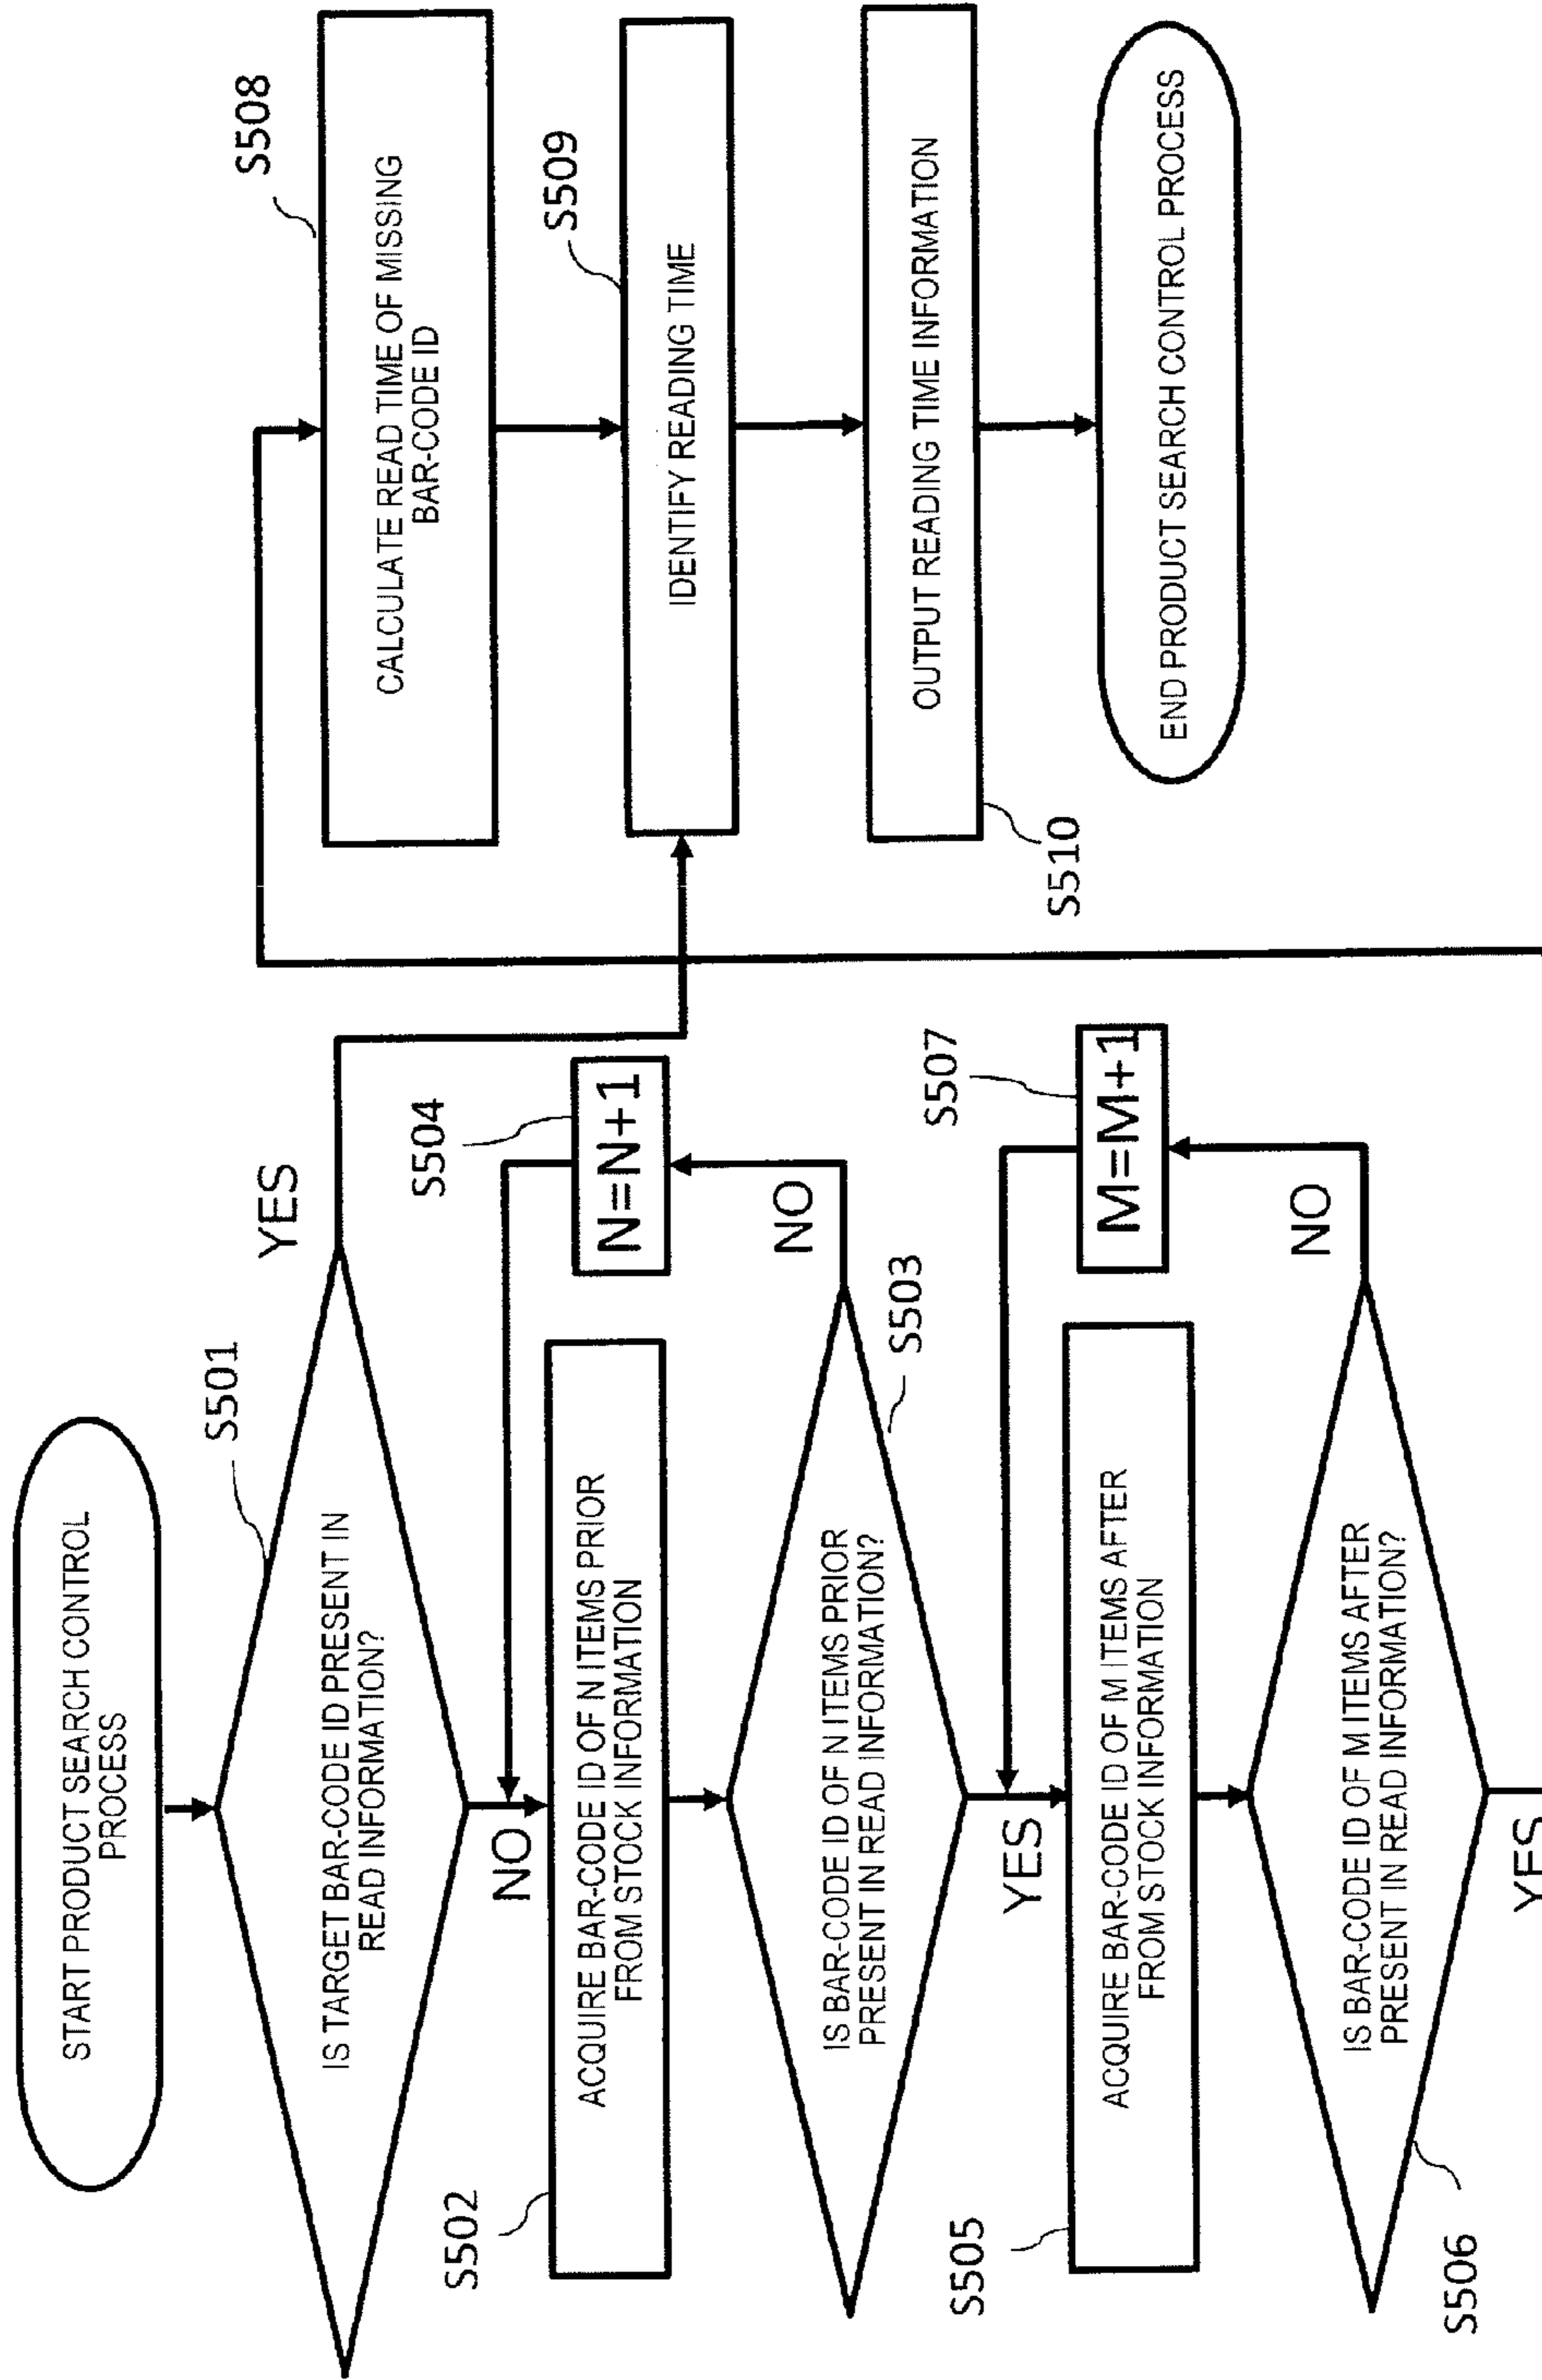 START PRODUCT SEARCH CONTROL
PROCESS
S501
IS TARGET BAR-CODE ID PRESENT IN
READ INFORMATION?
YES
NO
S502
ACQUIRE BAR-CODE ID OF N ITEMS PRIOR
FROM STOCK INFORMATION
S504
N=N+1
IS BAR-CODE ID OF N ITEMS PRIOR
PRESENT IN READ INFORMATION?
NO
S503
YES
S505
ACQUIRE BAR-CODE ID OF M ITEMS AFTER
FROM STOCK INFORMATION
S507
M=M+1
S506
IS BAR-CODE ID OF M ITEMS AFTER
PRESENT IN READ INFORMATION?
NO
YES
S508
CALCULATE READ TIME OF MISSING
BAR-CODE ID
S509
IDENTIFY READING TIME
OUTPUT READING TIME INFORMATION
S510
END PRODUCT SEARCH CONTROL PROCESS